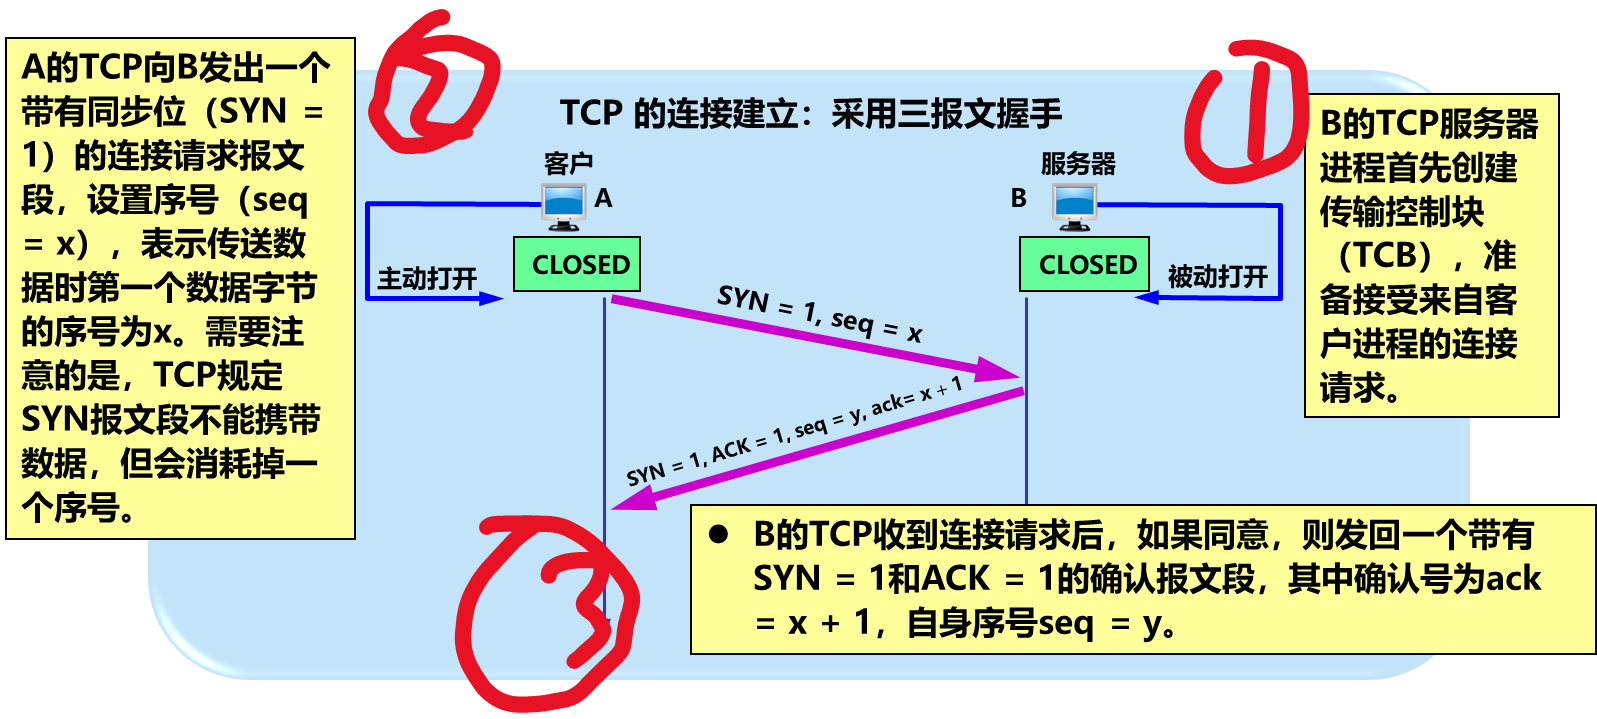 A的TCP向B发出一个
带有同步位（SYN =
1）的连接请求报文
段，设置序号（seq
= x），表示传送数
据时第一个数据字节
的序号为x。需要注
意的是，TCP规定
SYN报文段不能携带
数据，但会消耗掉一
个序号。
②
TCP 的连接建立：采用三报文握手
①
B的TCP服务器
进程首先创建
传输控制块
（TCB），准
备接受来自客
户进程的连接
请求。
客户
A
服务器
B
CLOSED
CLOSED
主动打开
被动打开
SYN = 1, seq = x
SYN = 1, ACK = 1, seq = y, ack= x + 1
③
● B的TCP收到连接请求后，如果同意，则发回一个带有
SYN = 1和ACK = 1的确认报文段，其中确认号为ack
= x + 1，自身序号seq = y。